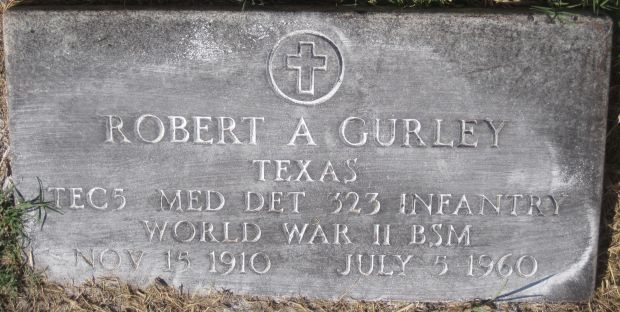 ROBERT A GURLEY
TEXAS
TEC5 MED DET 323 INFANTRY
WORLD WAR II BSM
NOV 15 1910 JULY 5 1960